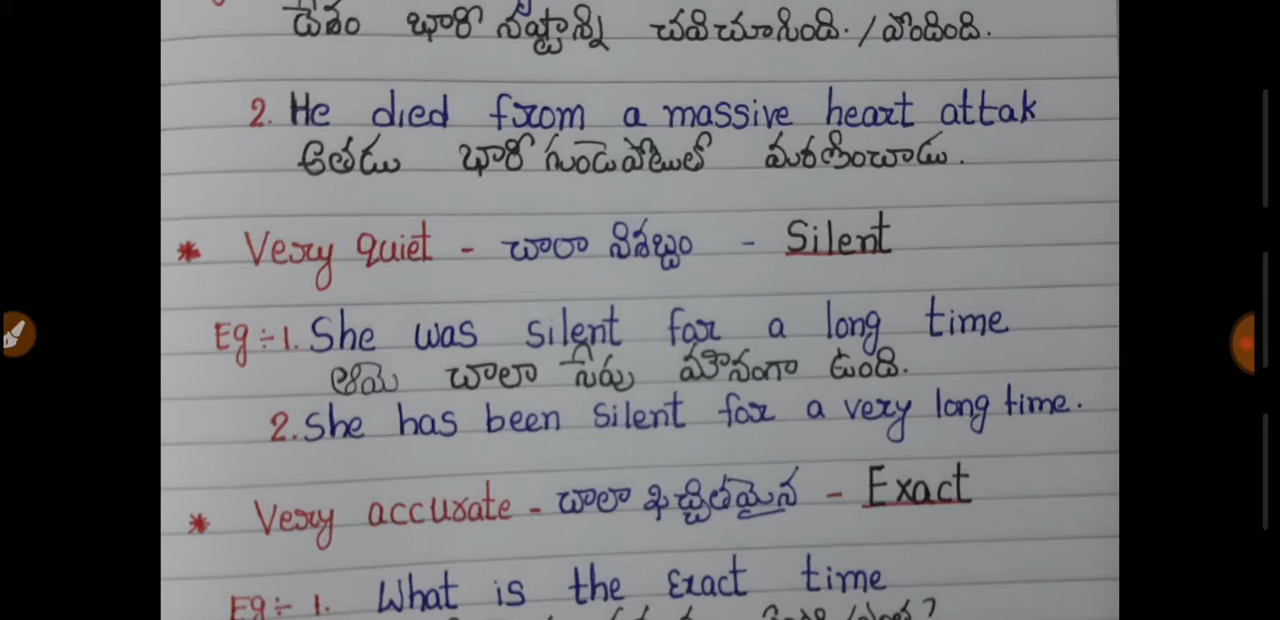 దేశం భారీ నష్టాన్ని చవిచూసింది. / పొందింది.
2. He died from a massive heart attak
అతడు భారీ గుండెపోటుతో మరణించాడు.
* Very quiet - చాలా నిశబ్దం - Silent
Eg:- 1. She was silent for a long time
ఆమె చాలా సేపు మౌనంగా ఉంది.
2. She has been silent for a very long time.
* Very accurate - చాలా ఖచ్చితమైన - Exact
Eg:- 1. What is the exact time